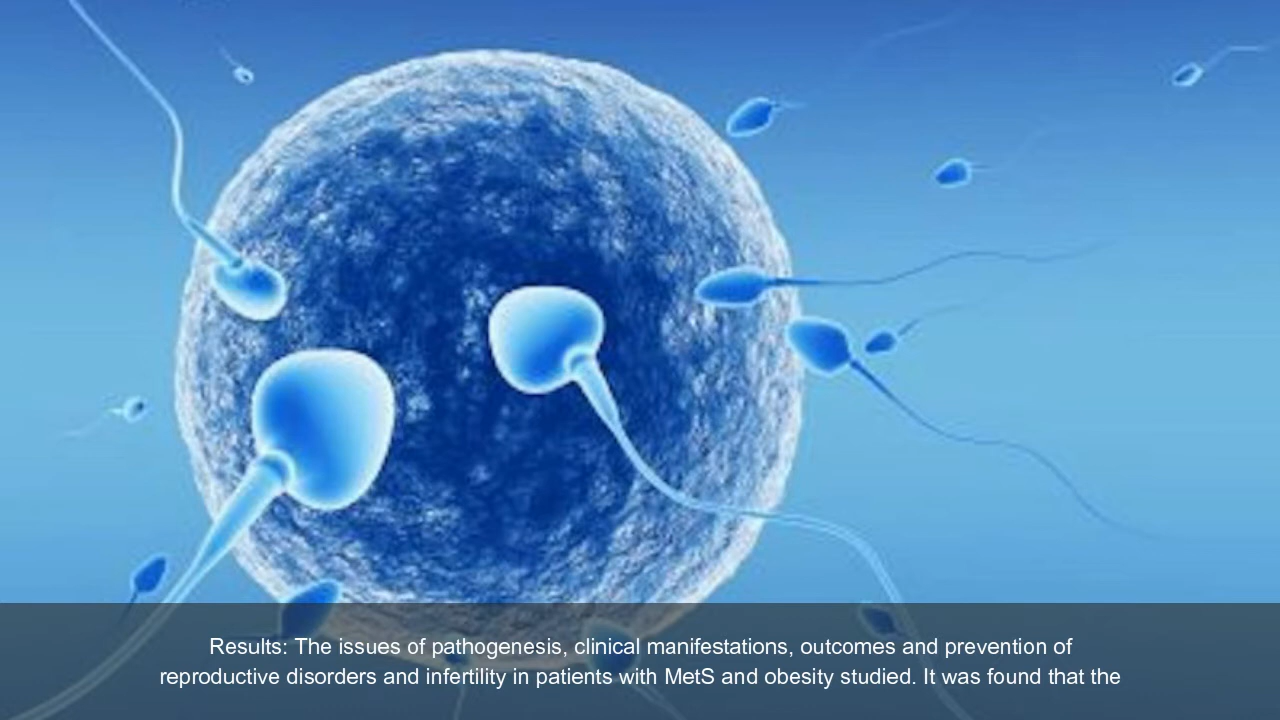 Results: The issues of pathogenesis, clinical manifestations, outcomes and prevention of
reproductive disorders and infertility in patients with MetS and obesity studied. It was found that the